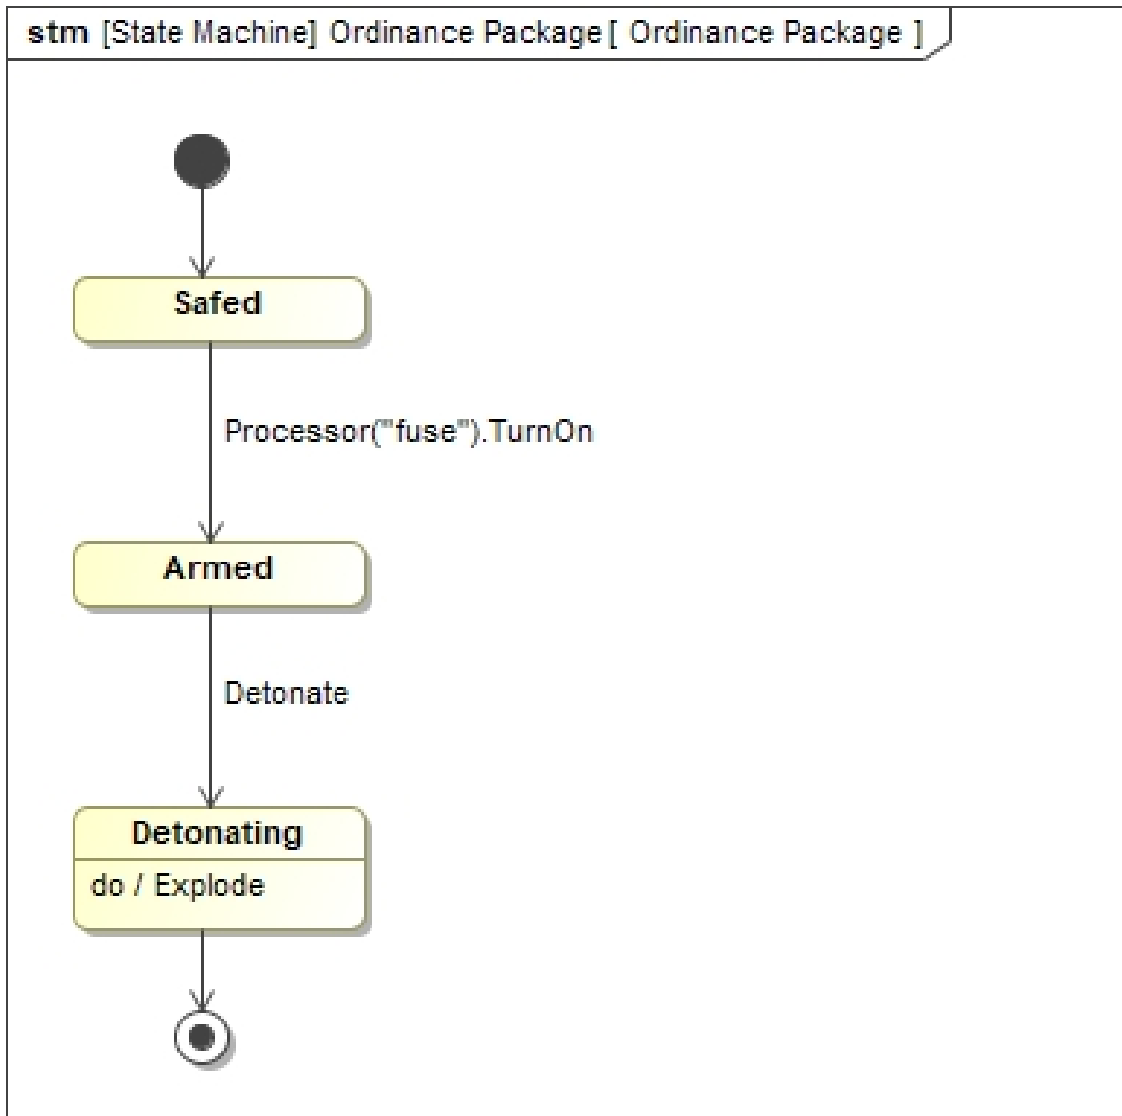 stm [State Machine] Ordinance Package[ Ordinance Package ]
Safed
Processor("fuse").TurnOn
Armed
Detonate
Detonating
do / Explode